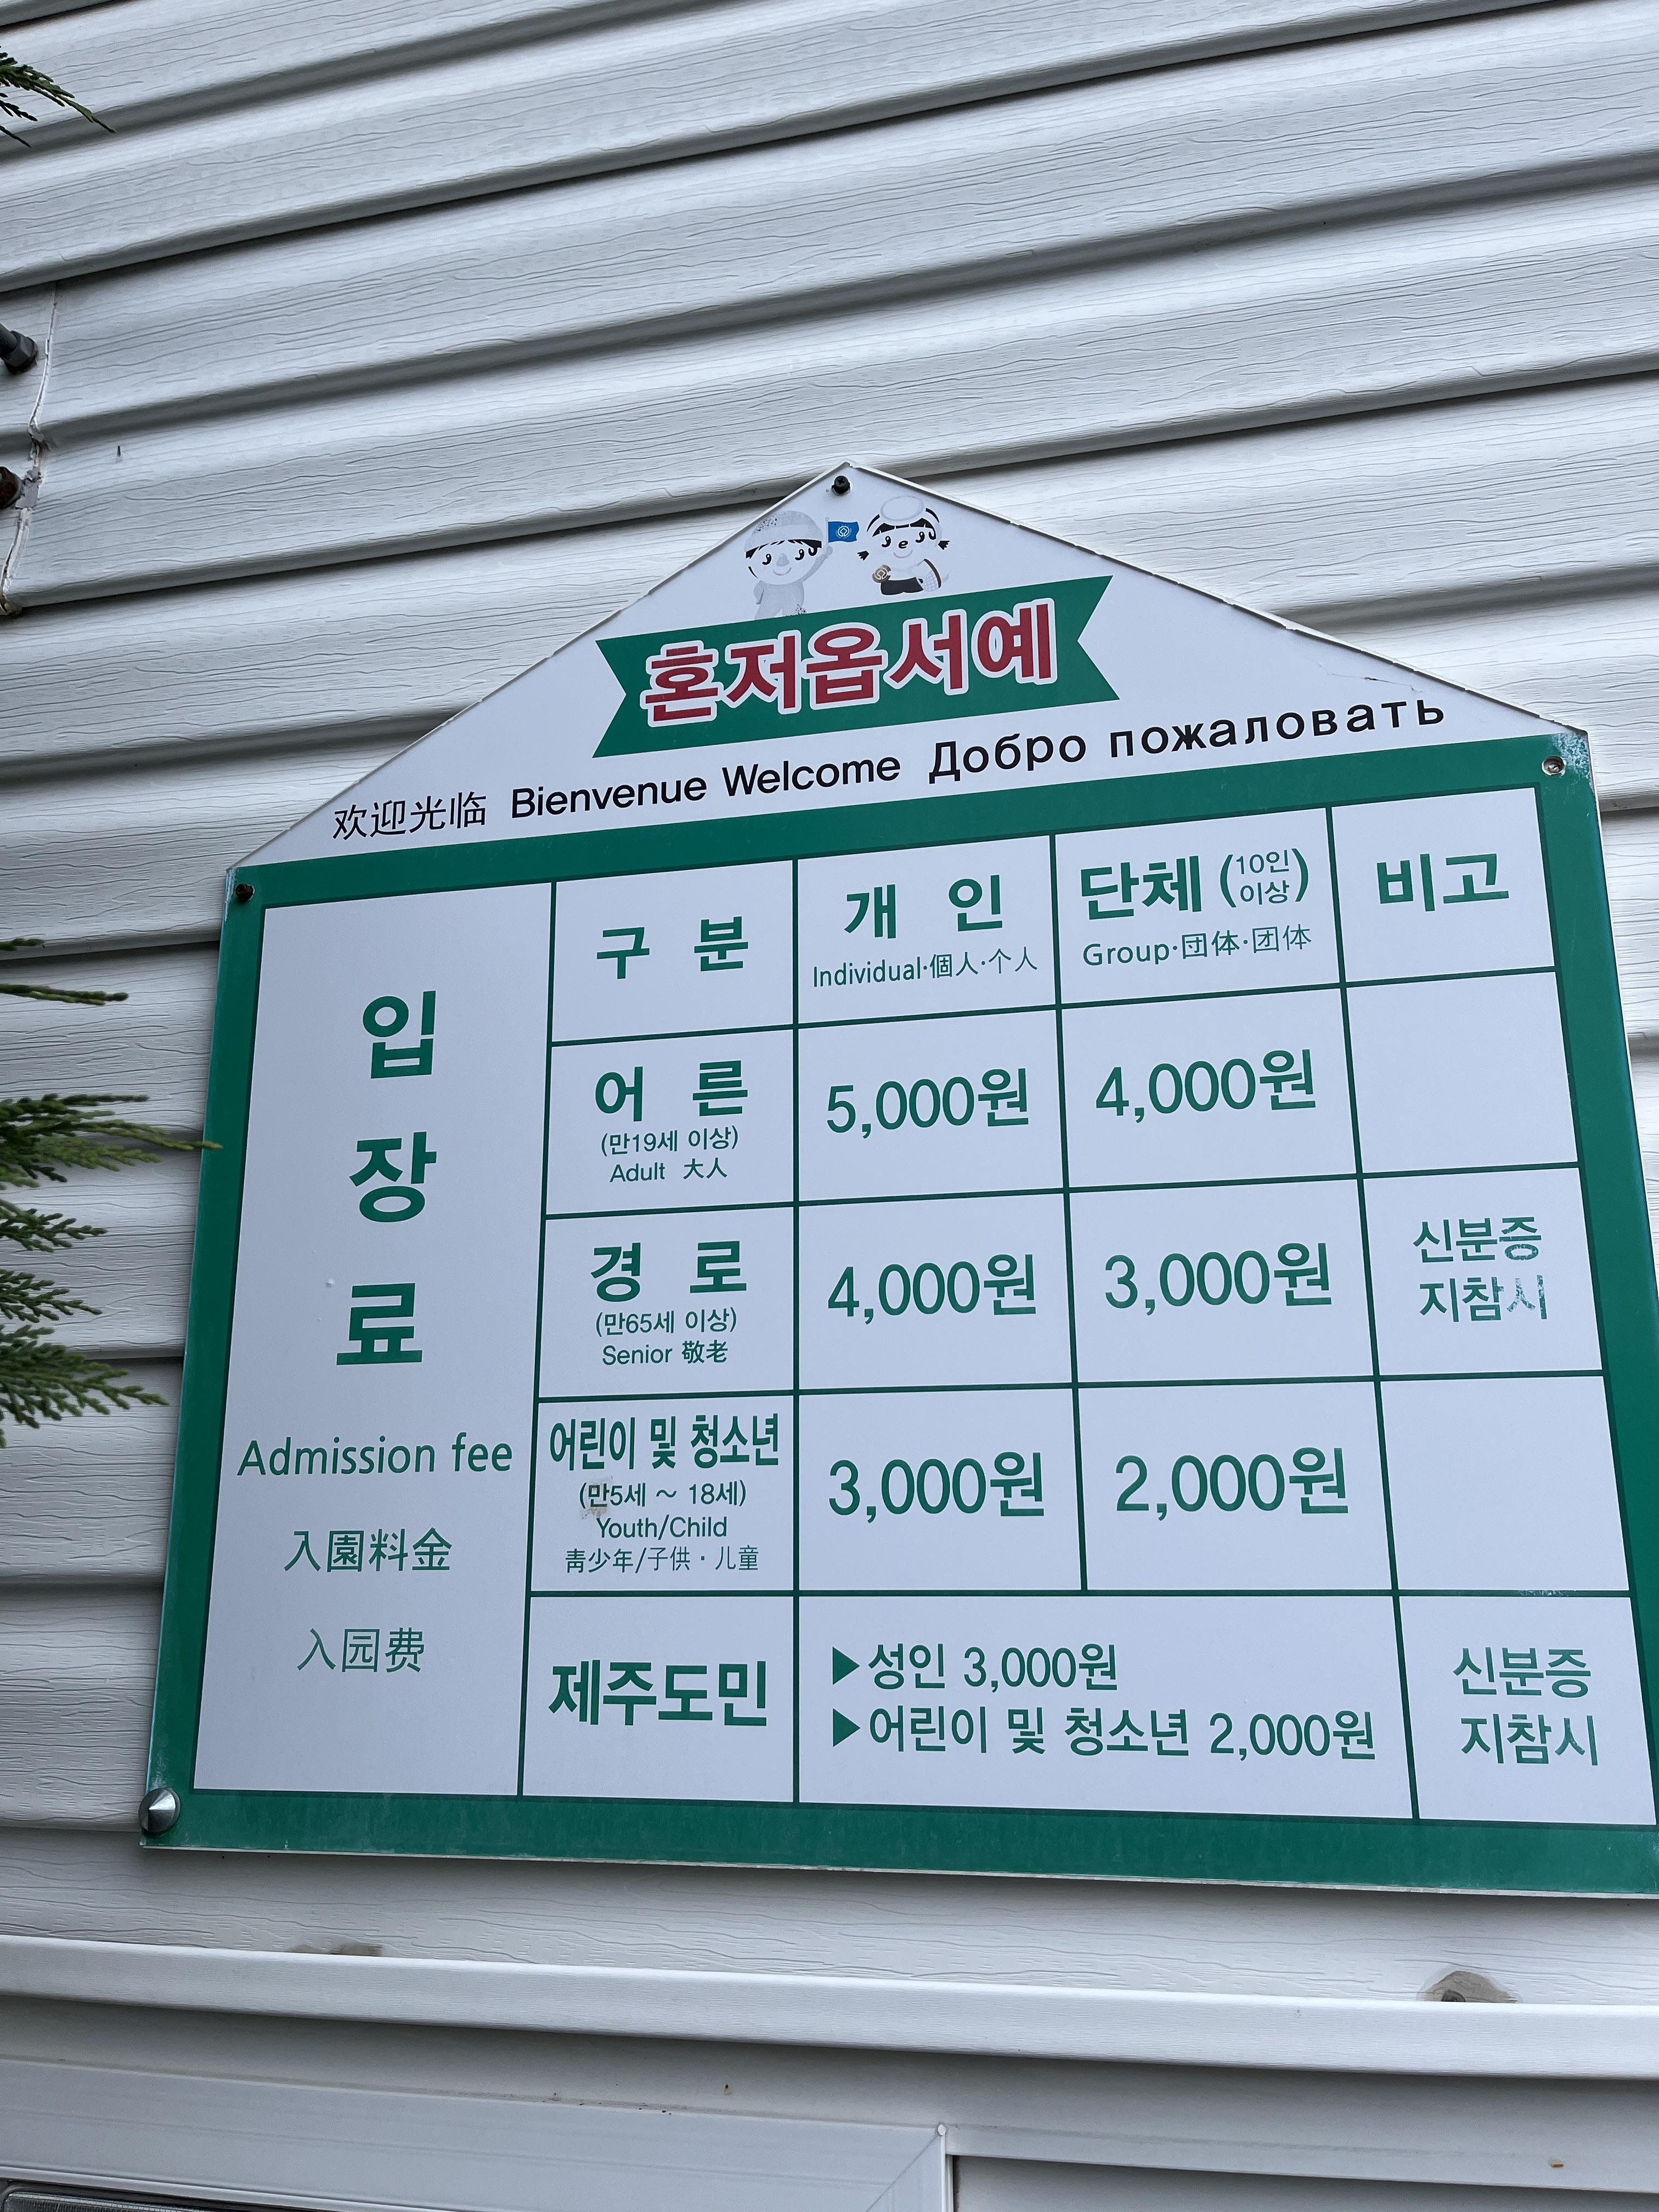 혼저옵서예
欢迎光临 Bienvenue Welcome Добро пожаловать
입장료
Admission fee
入園料金
入园费
구 분
개 인
Individual·個人·个人
단체 (10인 이상)
Group·団体·团体
비고
어 른
(만19세 이상)
Adult 大人
5,000원
4,000원
경 로
(만65세 이상)
Senior 敬老
4,000원
3,000원
신분증
지참시
어린이 및 청소년
(만5세 ~ 18세)
Youth/Child
靑少年/子供·儿童
3,000원
2,000원
제주도민
▶성인 3,000원
▶어린이 및 청소년 2,000원
신분증
지참시